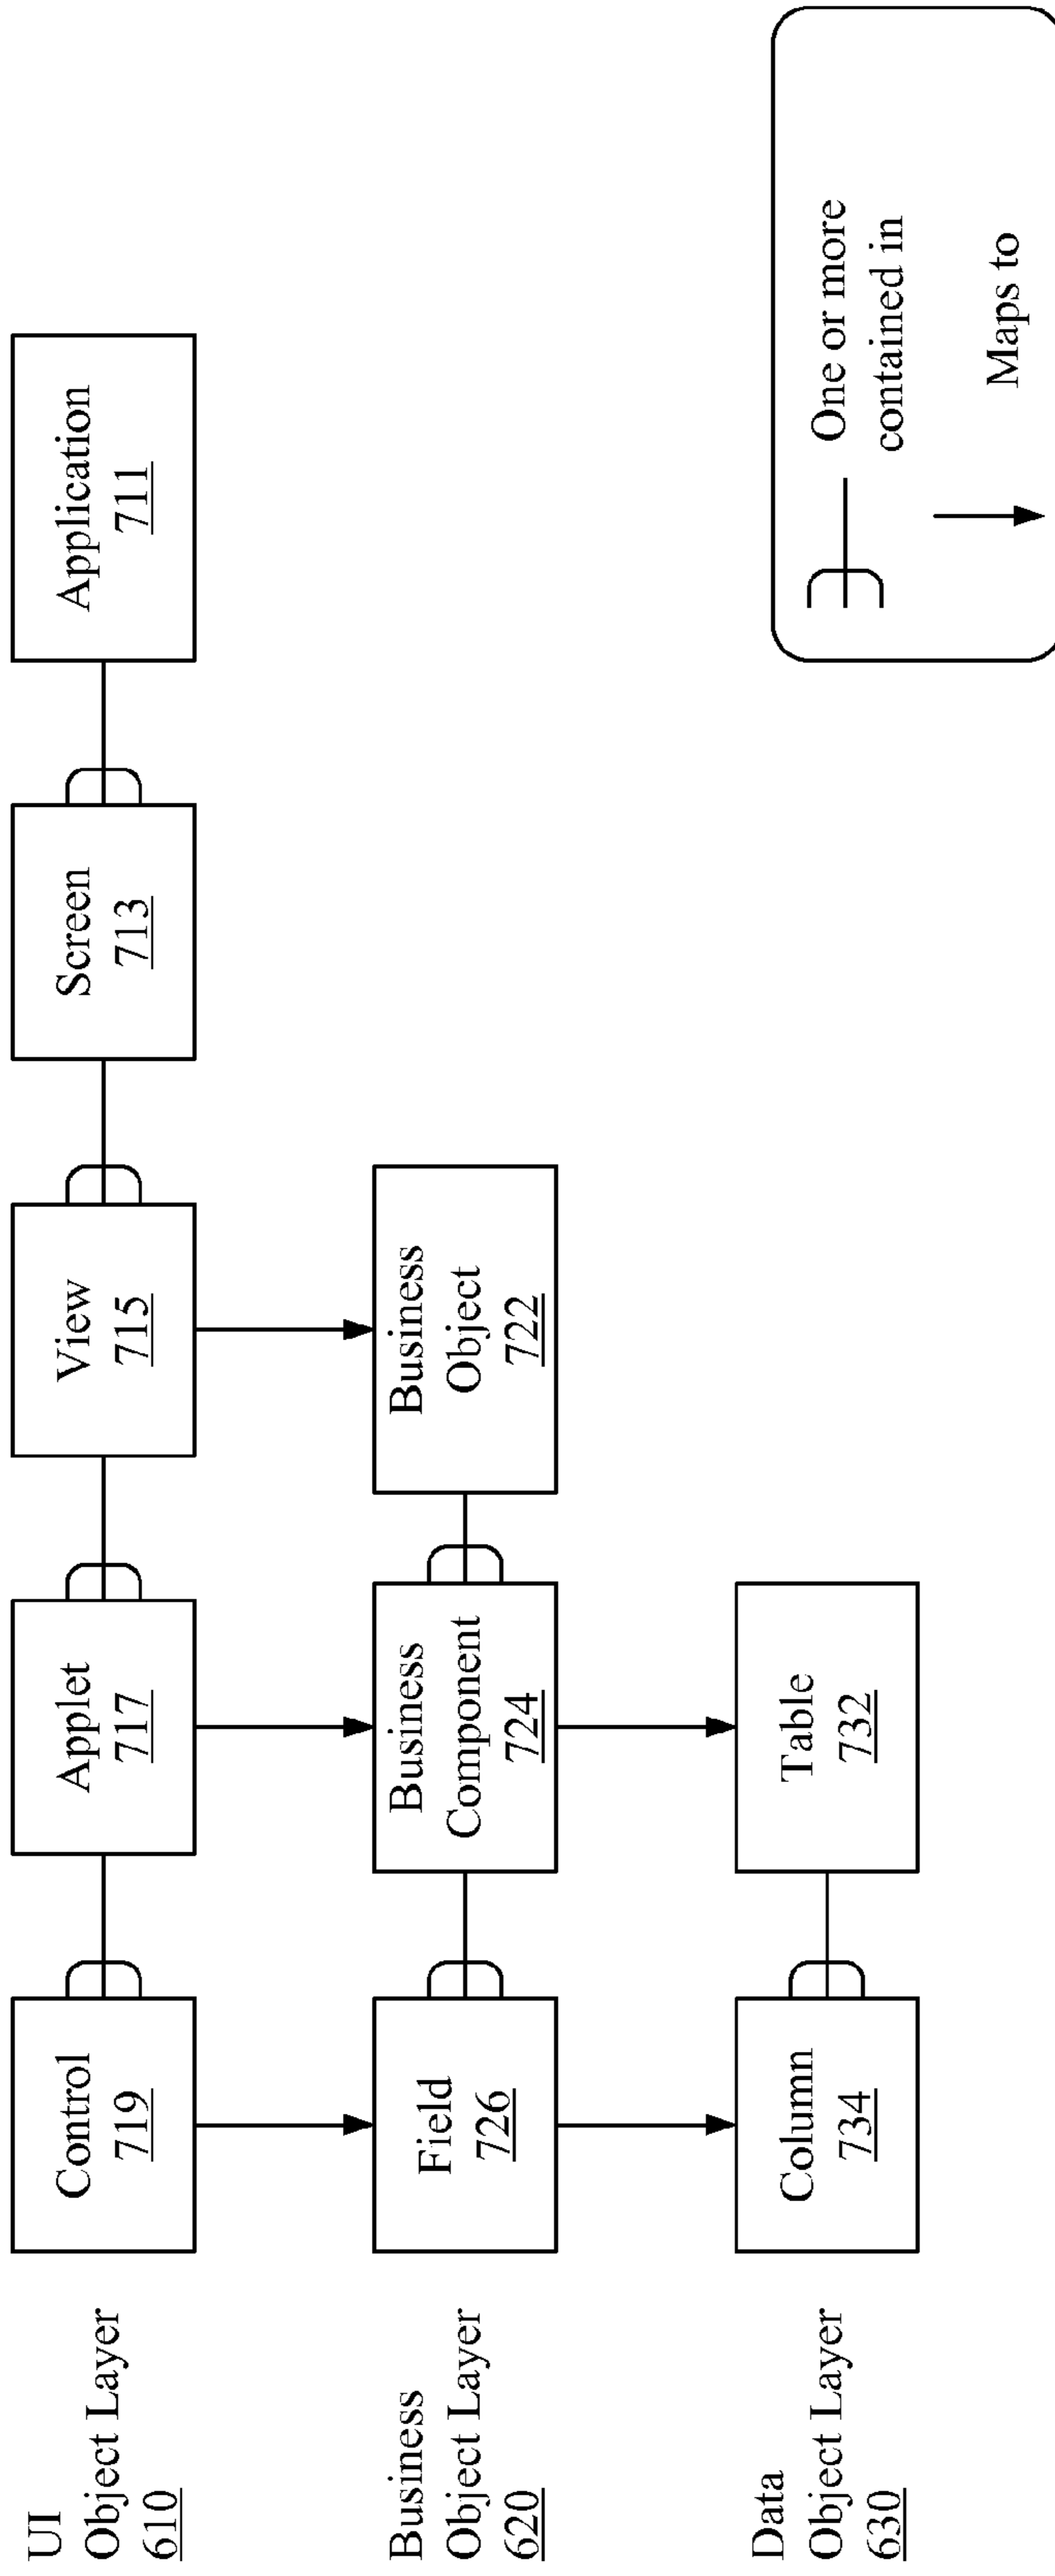 UI
Object Layer
610
Control
719
Applet
717
View
715
Screen
713
Application
711
Business
Object Layer
620
Field
726
Business
Component
724
Business
Object
722
Data
Object Layer
630
Column
734
Table
732
One or more
contained in
Maps to